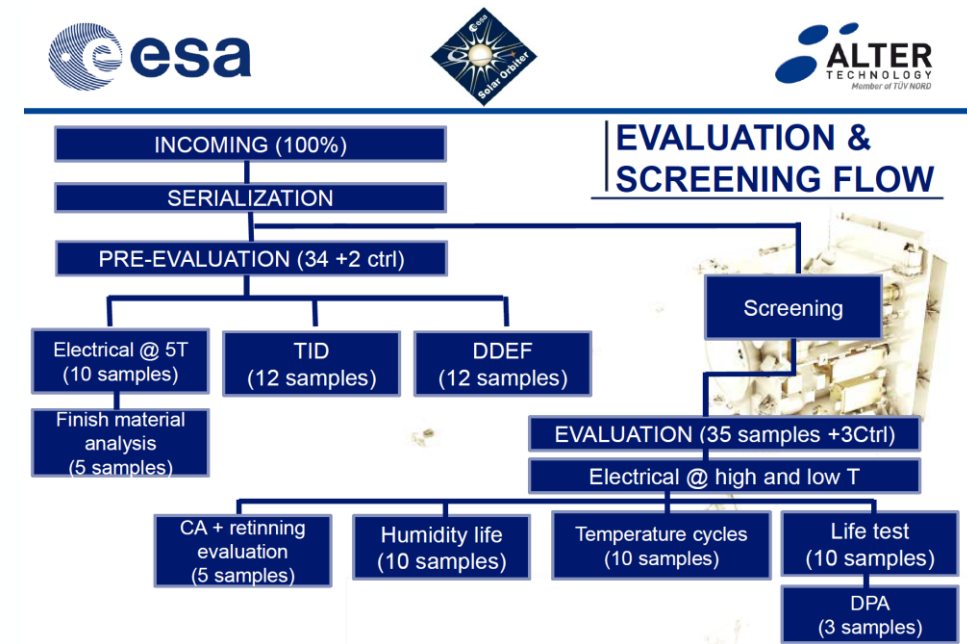 esa
esa
Solar Orbiter
ALTER
TECHNOLOGY
Member of TÜV NORD
EVALUATION &
SCREENING FLOW
INCOMING (100%)
SERIALIZATION
PRE-EVALUATION (34 +2 ctrl)
Screening
Electrical @ 5T
(10 samples)
TID
(12 samples)
DDEF
(12 samples)
Finish material
analysis
(5 samples)
EVALUATION (35 samples +3Ctrl)
Electrical @ high and low T
CA + retinning
evaluation
(5 samples)
Humidity life
(10 samples)
Temperature cycles
(10 samples)
Life test
(10 samples)
DPA
(3 samples)